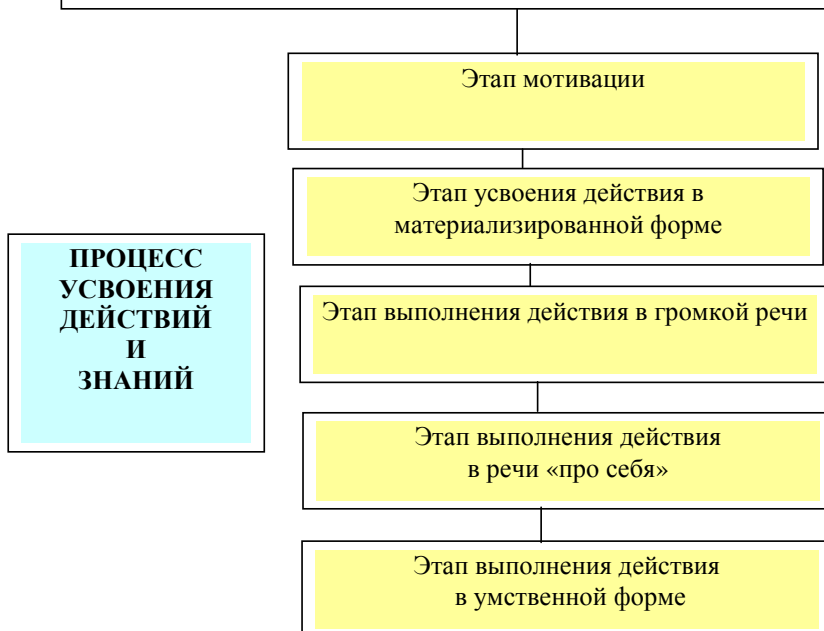 Этап мотивации
Этап усвоения действия в
материализированной форме
ПРОЦЕСС
УСВОЕНИЯ
ДЕЙСТВИЙ
И
ЗНАНИЙ
Этап выполнения действия в громкой речи
Этап выполнения действия
в речи «про себя»
Этап выполнения действия
в умственной форме